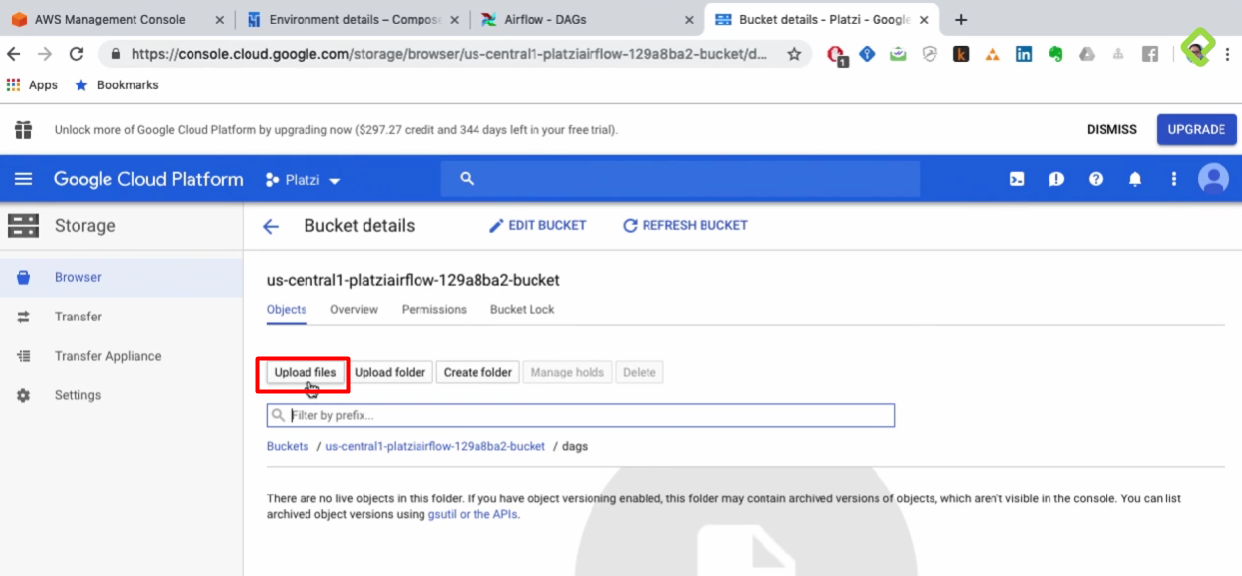 AWS Management Console
Environment details – Compose
Airflow - DAGs
Bucket details - Platzi - Google
https://console.cloud.google.com/storage/browser/us-central1-platziairflow-129a8ba2-bucket/d...
1
Apps
Bookmarks
Unlock more of Google Cloud Platform by upgrading now ($297.27 credit and 344 days left in your free trial).
DISMISS
UPGRADE
Google Cloud Platform
Platzi
Storage
Bucket details
EDIT BUCKET
REFRESH BUCKET
Browser
Transfer
Transfer Appliance
Settings
us-central1-platziairflow-129a8ba2-bucket
Objects
Overview
Permissions
Bucket Lock
Upload files
Upload folder
Create folder
Manage holds
Delete
Filter by prefix...
Buckets / us-central1-platziairflow-129a8ba2-bucket / dags
There are no live objects in this folder. If you have object versioning enabled, this folder may contain archived versions of objects, which aren't visible in the console. You can list
archived object versions using gsutil or the APIs.